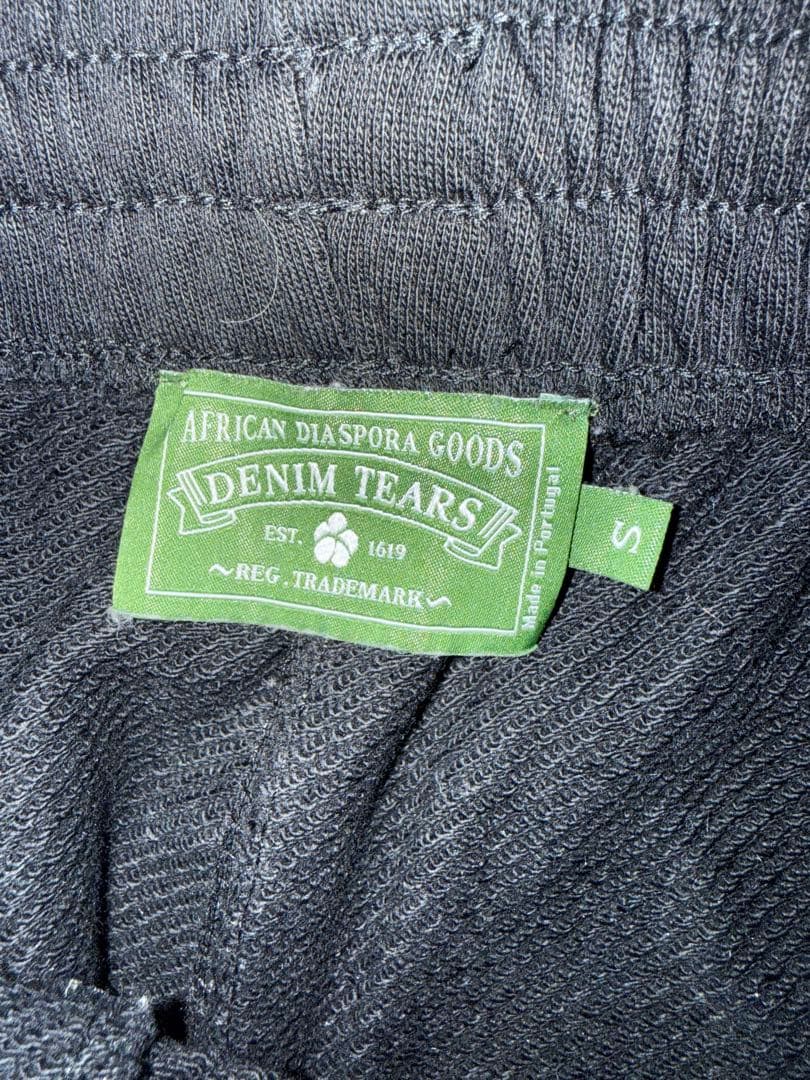 AFRICAN DIASPORA GOODS
DENIM TEARS
EST. 1619
~REG. TRADEMARK~
Made in Portugal
S